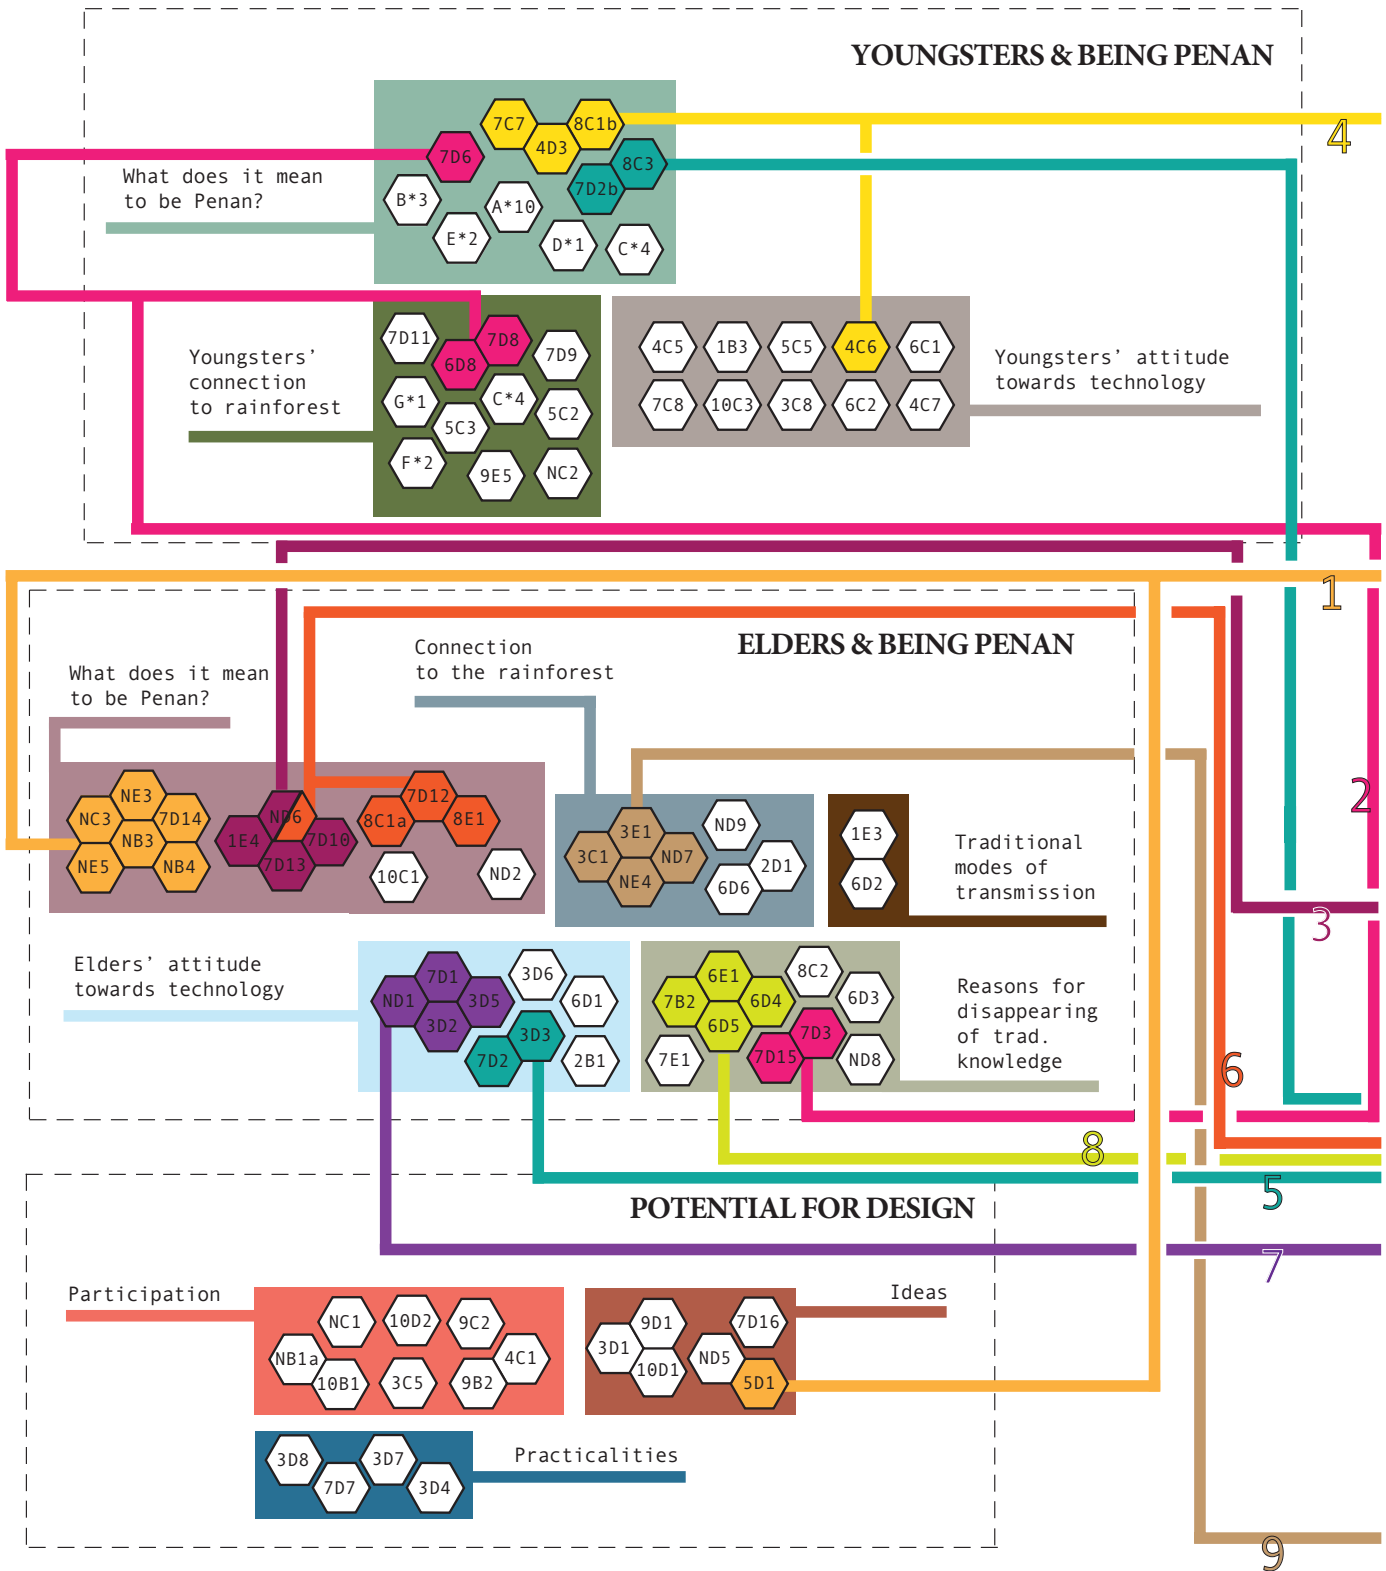 YOUNGSTERS & BEING PENAN
4
What does it mean
to be Penan?
7C7
8C1b
4D3
7D6
8C3
7D2b
B*3
A*10
E*2
D*1
C*4
Youngsters’
connection
to rainforest
7D11
7D8
6D8
7D9
G*1
C*4
5C3
5C2
F*2
9E5
NC2
4C5
1B3
5C5
4C6
6C1
7C8
10C3
3C8
6C2
4C7
Youngsters’ attitude
towards technology
1
ELDERS & BEING PENAN
What does it mean
to be Penan?
Connection
to the rainforest
2
NE3
NC3
7D14
NB3
NE5
NB4
ND6
1E4
7D10
7D13
7D12
8C1a
8E1
10C1
ND2
3E1
3C1
ND7
NE4
ND9
2D1
6D6
1E3
6D2
Traditional
modes of
transmission
3
Elders’ attitude
towards technology
7D1
ND1
3D5
3D2
3D6
6D1
3D3
7D2
2B1
6E1
7B2
6D4
6D5
8C2
6D3
7D3
7D15
7E1
ND8
Reasons for
disappearing
of trad.
knowledge
6
8
5
POTENTIAL FOR DESIGN
7
Participation
NC1
10D2
9C2
NB1a
10B1
3C5
9B2
4C1
Ideas
9D1
3D1
10D1
7D16
ND5
5D1
3D8
7D7
3D7
3D4
Practicalities
9